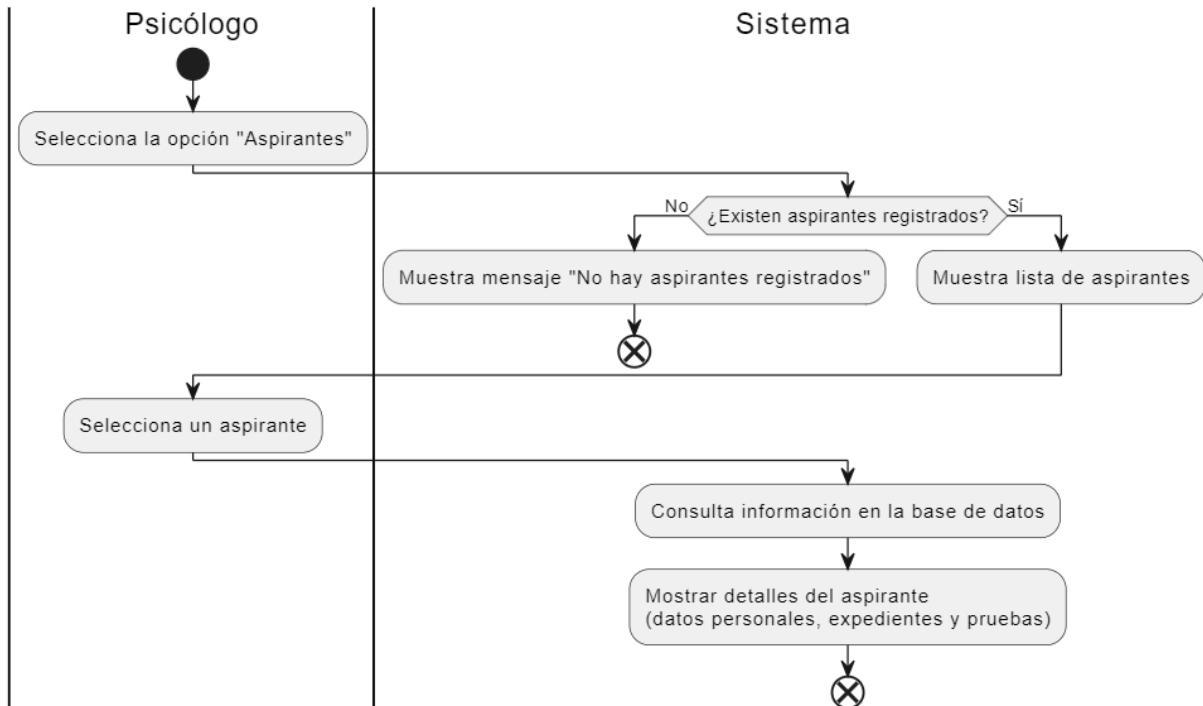 Psicólogo
Sistema
Selecciona la opción "Aspirantes"
No
¿Existen aspirantes registrados?
Sí
Muestra mensaje "No hay aspirantes registrados"
Muestra lista de aspirantes
Selecciona un aspirante
Consulta información en la base de datos
Mostrar detalles del aspirante
(datos personales, expedientes y pruebas)